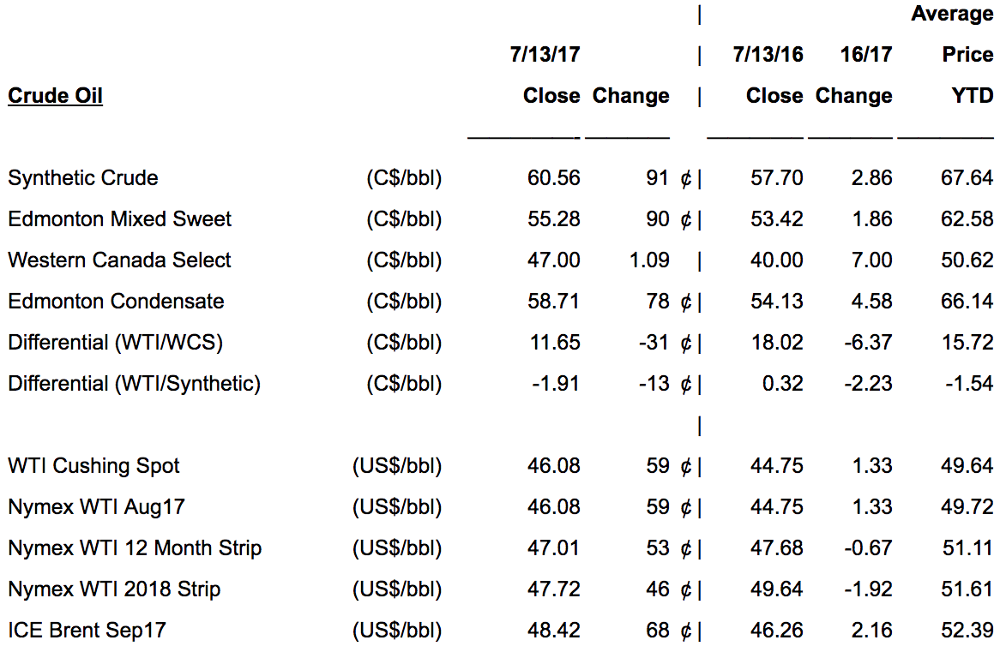 | Average
7/13/17 | 7/13/16 16/17 Price
Crude Oil Close Change | Close Change YTD
Synthetic Crude (C$/bbl) 60.56 91 ¢ | 57.70 2.86 67.64
Edmonton Mixed Sweet (C$/bbl) 55.28 90 ¢ | 53.42 1.86 62.58
Western Canada Select (C$/bbl) 47.00 1.09 | 40.00 7.00 50.62
Edmonton Condensate (C$/bbl) 58.71 78 ¢ | 54.13 4.58 66.14
Differential (WTI/WCS) (C$/bbl) 11.65 -31 ¢ | 18.02 -6.37 15.72
Differential (WTI/Synthetic) (C$/bbl) -1.91 -13 ¢ | 0.32 -2.23 -1.54
|
WTI Cushing Spot (US$/bbl) 46.08 59 ¢ | 44.75 1.33 49.64
Nymex WTI Aug17 (US$/bbl) 46.08 59 ¢ | 44.75 1.33 49.72
Nymex WTI 12 Month Strip (US$/bbl) 47.01 53 ¢ | 47.68 -0.67 51.11
Nymex WTI 2018 Strip (US$/bbl) 47.72 46 ¢ | 49.64 -1.92 51.61
ICE Brent Sep17 (US$/bbl) 48.42 68 ¢ | 46.26 2.16 52.39